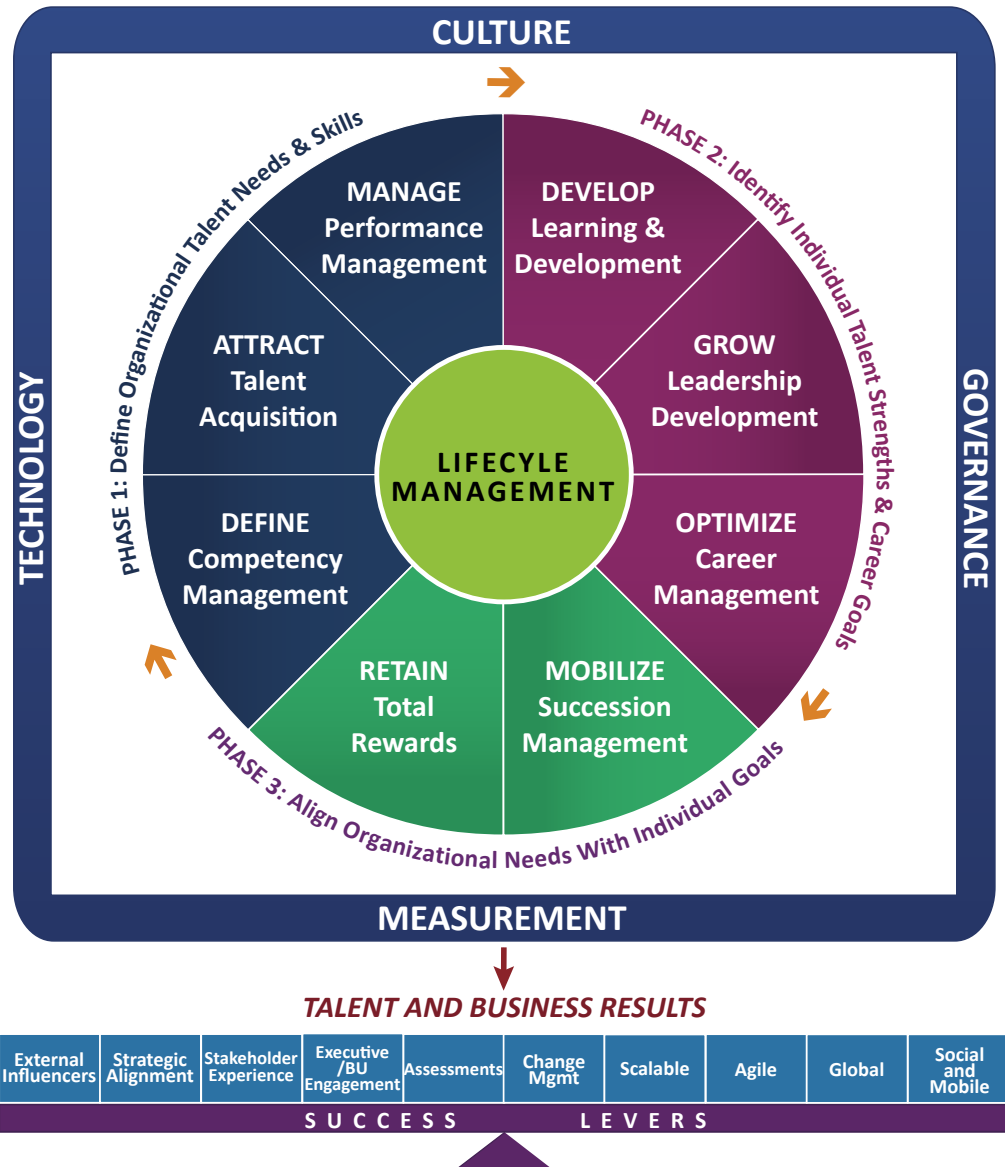 CULTURE
TECHNOLOGY
GOVERNANCE
PHASE 1: Define Organizational Talent Needs & Skills
PHASE 2: Identify Individual Talent Strengths & Career Goals
MANAGE
Performance
Management
DEVELOP
Learning &
Development
ATTRACT
Talent
Acquisition
GROW
Leadership
Development
LIFECYLE
MANAGEMENT
DEFINE
Competency
Management
OPTIMIZE
Career
Management
RETAIN
Total
Rewards
MOBILIZE
Succession
Management
PHASE 3: Align Organizational Needs With Individual Goals
MEASUREMENT
TALENT AND BUSINESS RESULTS
External
Influencers
Strategic
Alignment
Stakeholder
Experience
Executive
/BU
Engagement
Assessments
Change
Mgmt
Scalable
Agile
Global
Social
and
Mobile
SUCCESS LEVERS